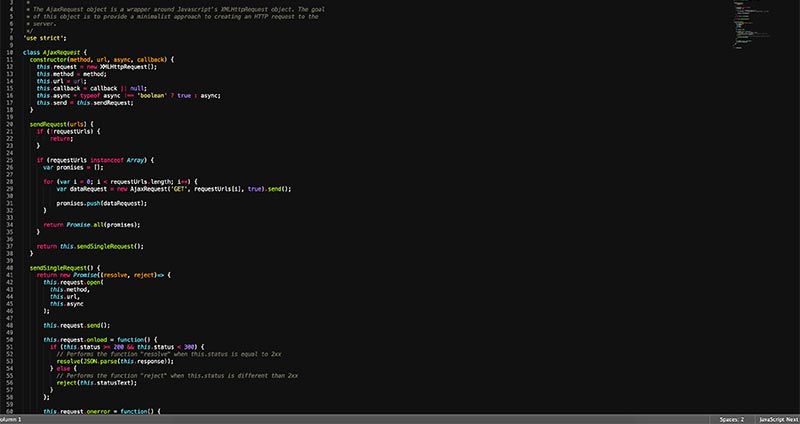 3 *
4 * The AjaxRequest object is a wrapper around Javascript's XMLHttpRequest object. The goal
5 * of this object is to provide a minimalist approach to creating an HTTP request to the
6 * server.
7 */
8 'use strict';
9
10 class AjaxRequest {
11 constructor(method, url, async, callback) {
12 this.request = new XMLHttpRequest();
13 this.method = method;
14 this.url = url;
15 this.callback = callback || null;
16 this.async = typeof async !== 'boolean' ? true : async;
17 this.send = this.sendRequest;
18 }
19
20 sendRequest(urls) {
21 if (!requestUrls) {
22 return;
23 }
24
25 if (requestUrls instanceof Array) {
26 var promises = [];
27
28 for (var i = 0; i < requestUrls.length; i++) {
29 var dataRequest = new AjaxRequest('GET', requestUrls[i], true).send();
30
31 promises.push(dataRequest);
32 }
33
34 return Promise.all(promises);
35 }
36
37 return this.sendSingleRequest();
38 }
39
40 sendSingleRequest() {
41 return new Promise((resolve, reject)=> {
42 this.request.open(
43 this.method,
44 this.url,
45 this.async
46 );
47
48 this.request.send();
49
50 this.request.onload = function() {
51 if (this.status >= 200 && this.status < 300) {
52 // Performs the function "resolve" when this.status is equal to 2xx
53 resolve(JSON.parse(this.response));
54 } else {
55 // Performs the function "reject" when this.status is different than 2xx
56 reject(this.statusText);
57 }
58 };
59
60 this.request.onerror = function() {
olumn 1 Spaces: 2 JavaScript Next